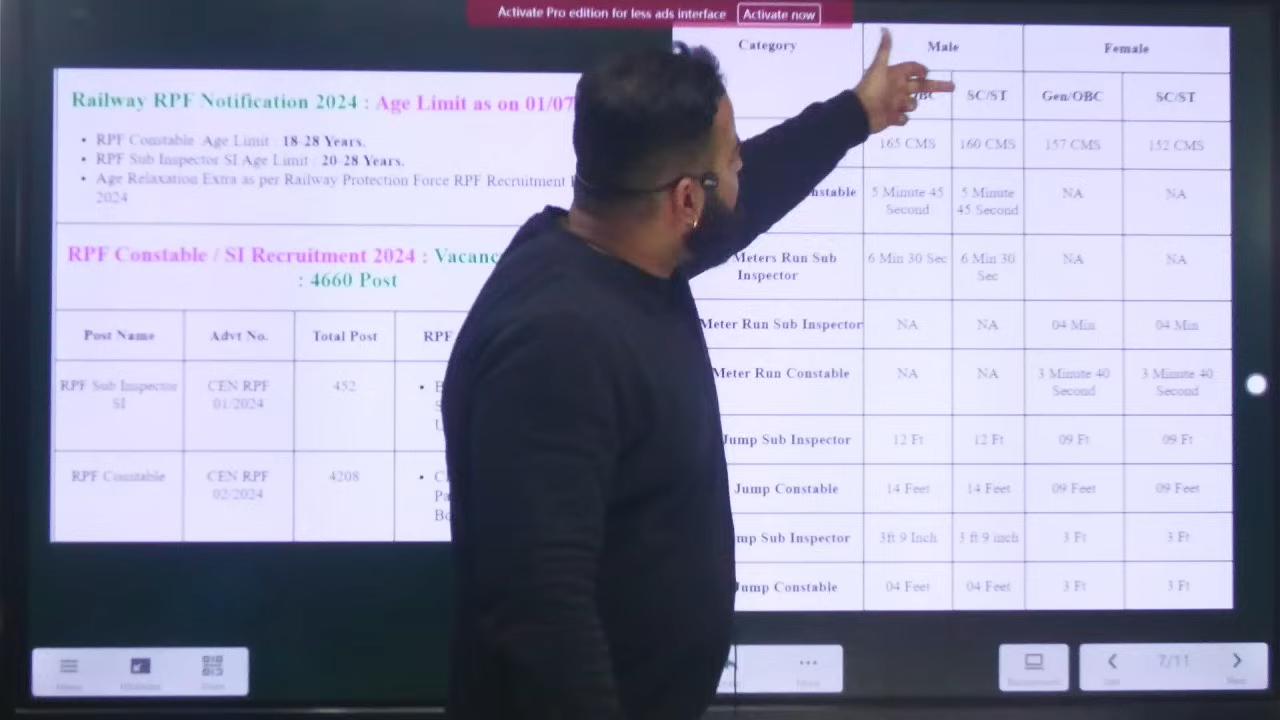 Activate Pro edition for less ads interface Activate now
Railway RPF Notification 2024 : Age Limit as on 01/07
RPF Constable Age Limit : 18-28 Years.
RPF Sub Inspector SI Age Limit : 20-28 Years.
Age Relaxation Extra as per Railway Protection Force RPF Recruitment
2024
RPF Constable / SI Recruitment 2024 : Vacanc
: 4660 Post
Post Name Advt No. Total Post RPF
RPF Sub Inspector SI CEN RPF 01/2024 452
RPF Constable CEN RPF 02/2024 4208
Category Male Female
SC/ST Gen/OBC SC/ST
165 CMS 160 CMS 157 CMS 152 CMS
nstable 5 Minute 45 Second 5 Minute 45 Second NA NA
Meters Run Sub Inspector 6 Min 30 Sec 6 Min 30 Sec NA NA
Meter Run Sub Inspector NA NA 04 Min 04 Min
Meter Run Constable NA NA 3 Minute 40 Second 3 Minute 40 Second
Jump Sub Inspector 12 Ft 12 Ft 09 Ft 09 Ft
Jump Constable 14 Feet 14 Feet 09 Feet 09 Feet
mp Sub Inspector 3ft 9 Inch 3 ft 9 inch 3 Ft 3 Ft
Jump Constable 04 Feet 04 Feet 3 Ft 3 Ft
7/11